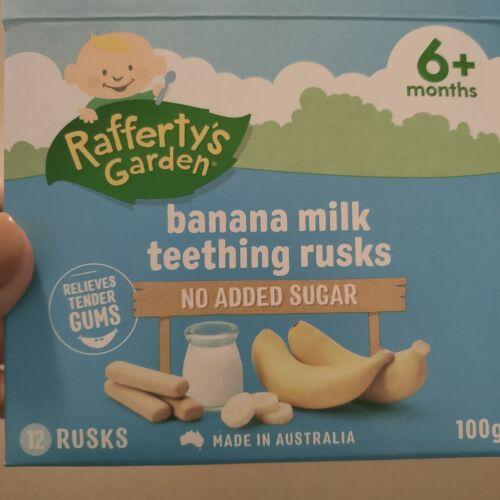 6+
months
Rafferty's
Garden®
banana milk
teething rusks
NO ADDED SUGAR
RELIEVES
TENDER
GUMS
12 RUSKS
MADE IN AUSTRALIA
100g